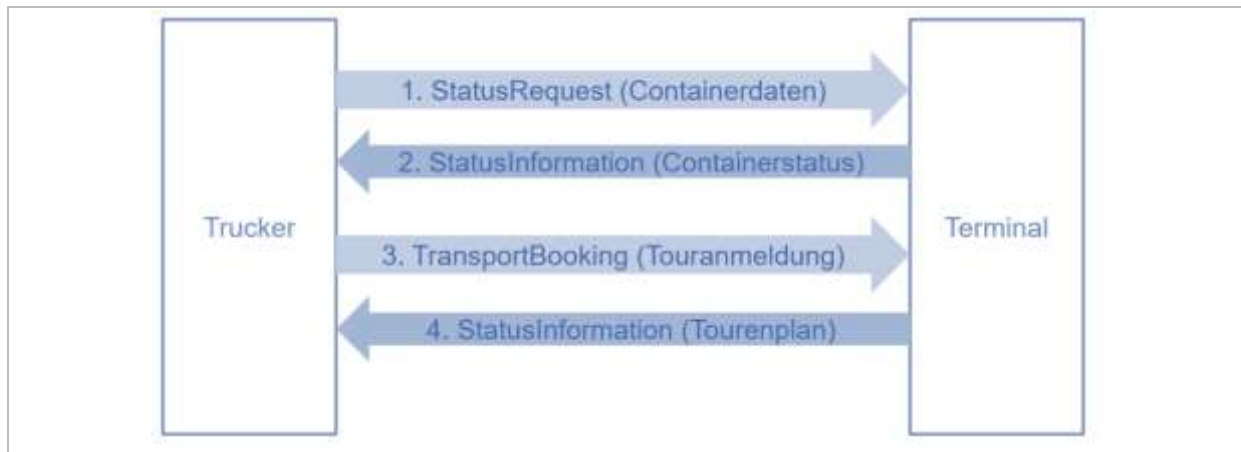 1. StatusRequest (Containerdaten)
2. StatusInformation (Containerstatus)
Trucker
Terminal
3. TransportBooking (Touranmeldung)
4. StatusInformation (Tourenplan)